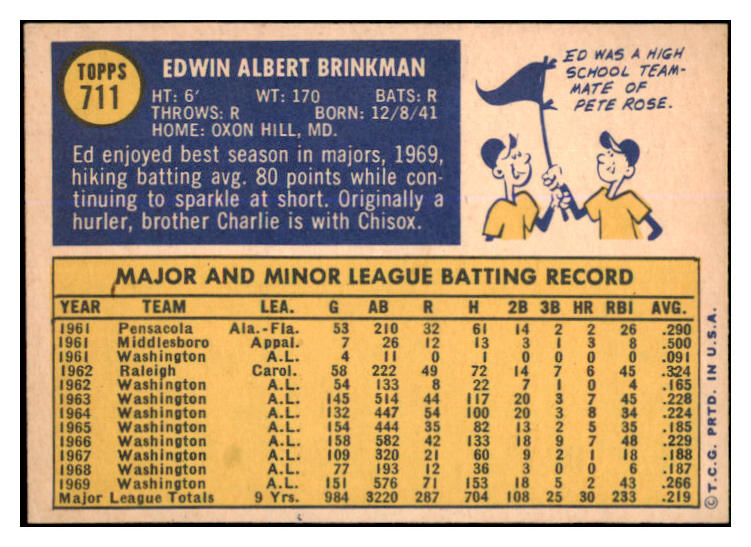 TOPPS
711
EDWIN ALBERT BRINKMAN
HT: 6' WT: 170 BATS: R
THROWS: R BORN: 12/8/41
HOME: OXON HILL, MD.
Ed enjoyed best season in majors, 1969,
hiking batting avg. 80 points while con-
tinuing to sparkle at short. Originally a
hurler, brother Charlie is with Chisox.
ED WAS A HIGH
SCHOOL TEAM-
MATE OF
PETE ROSE.
MAJOR AND MINOR LEAGUE BATTING RECORD
YEAR TEAM LEA. G AB R H 2B 3B HR RBI AVG.
1961 Pensacola Ala.-Fla. 53 210 32 61 14 2 2 26 .290
1961 Middlesboro Appal. 7 26 12 13 3 1 3 8 .500
1961 Washington A.L. 4 11 0 1 0 0 0 0 .091
1962 Raleigh Carol. 58 222 49 72 14 7 6 45 .324
1962 Washington A.L. 54 133 8 22 7 1 0 4 .165
1963 Washington A.L. 145 514 44 117 20 3 7 45 .228
1964 Washington A.L. 132 447 54 100 20 3 8 34 .224
1965 Washington A.L. 154 444 35 82 13 2 5 35 .185
1966 Washington A.L. 158 582 42 133 18 9 7 48 .229
1967 Washington A.L. 109 320 21 60 9 2 1 18 .188
1968 Washington A.L. 77 193 12 36 3 0 0 6 .187
1969 Washington A.L. 151 576 71 153 18 5 2 43 .266
Major League Totals 9 Yrs. 984 3220 287 704 108 25 30 233 .219
© T.C.G. PRTD. IN U.S.A.